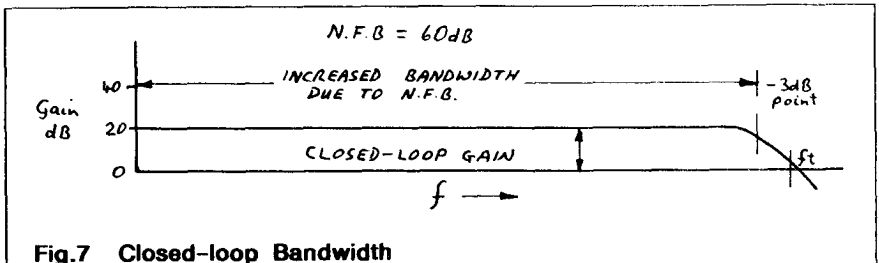 N.F.B = 60dB
INCREASED BANDWIDTH
DUE TO N.F.B.
-3dB
point
40
Gain
dB
20
CLOSED-LOOP GAIN
ft
0
f
Fig.7 Closed-loop Bandwidth